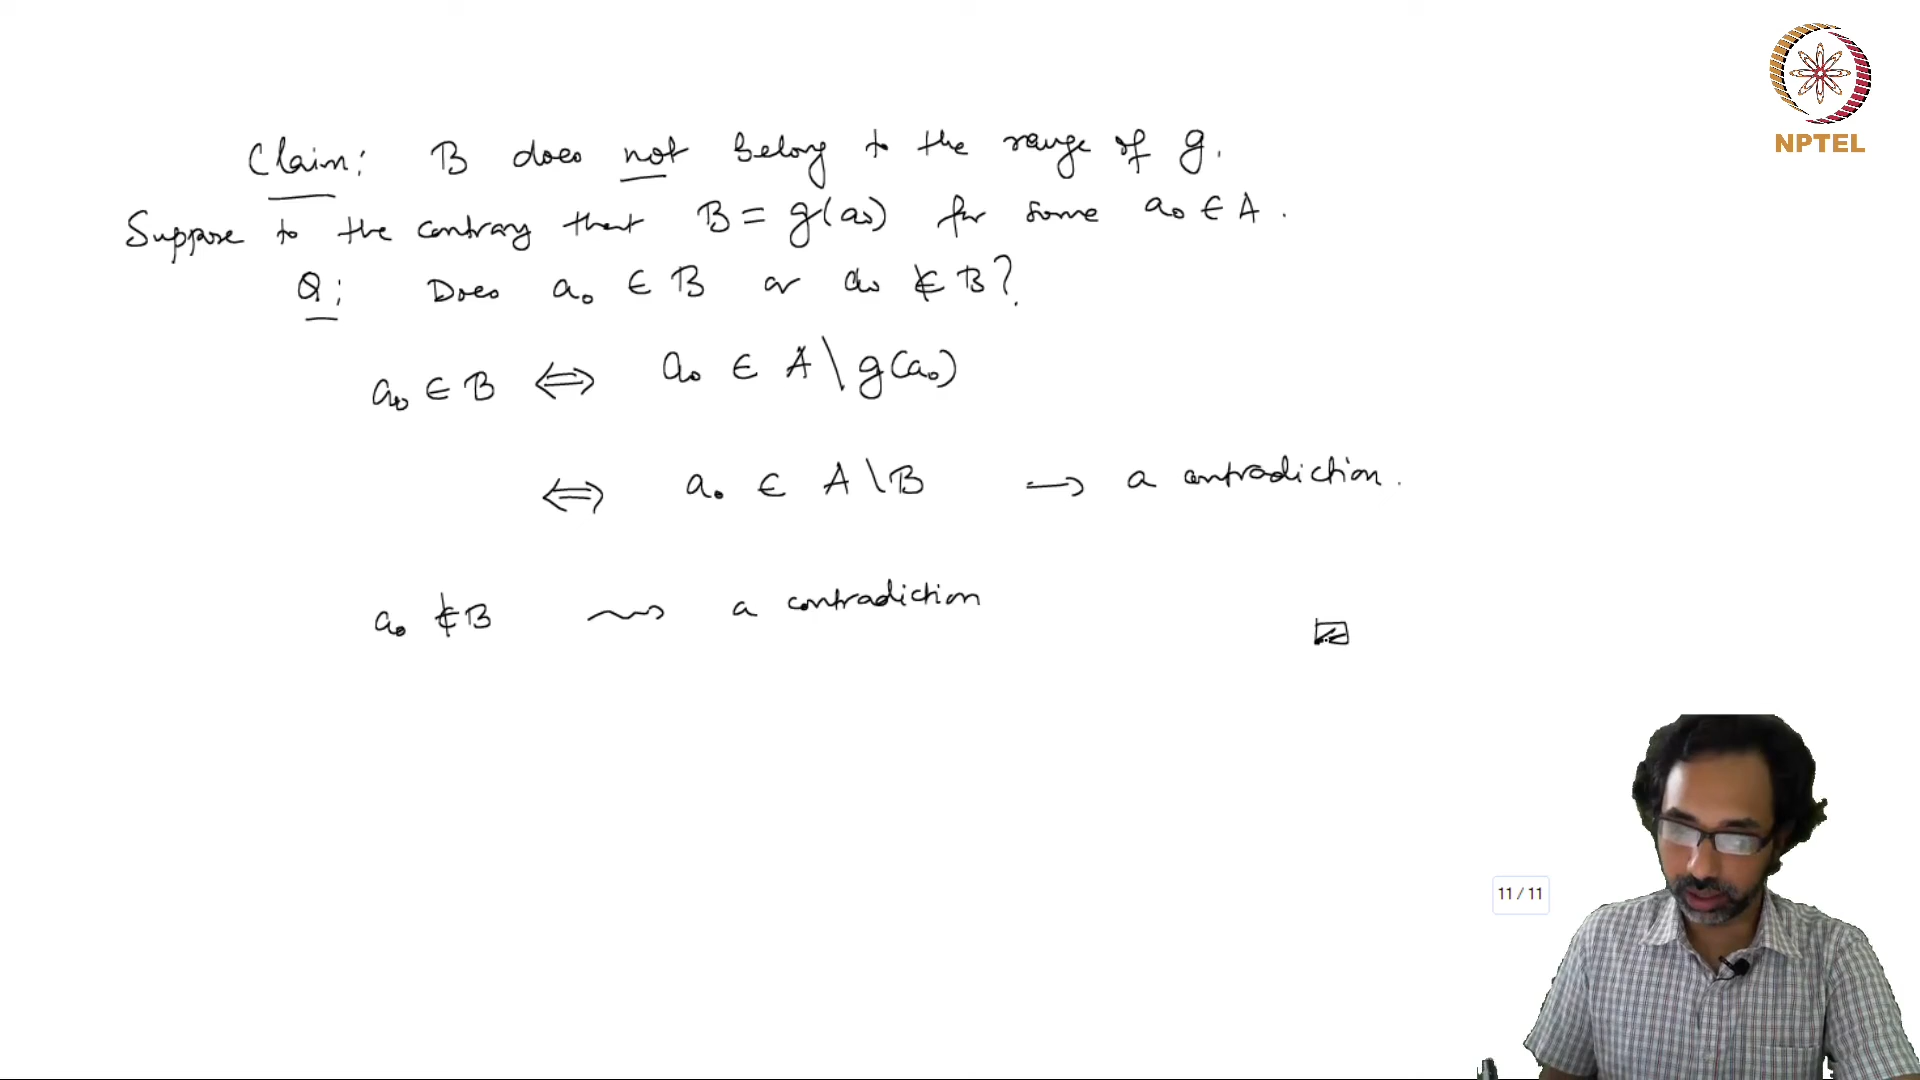 NPTEL
Claim: B does not belong to the range of g.
Suppose to the contrary that B = g(a₀) for some a₀ ∈ A.
Q: Does a₀ ∈ B or a₀ ∉ B?
a₀ ∈ B ⟺ a₀ ∈ A \ g(a₀)
⟺ a₀ ∈ A \ B → a contradiction.
a₀ ∉ B ⇝ a contradiction
11 / 11